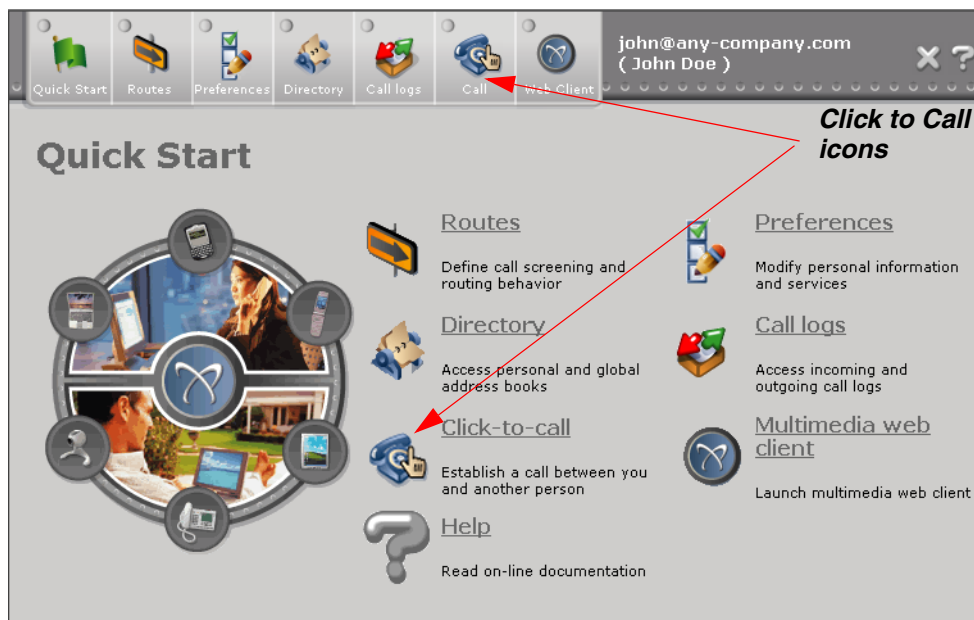 Quick Start
Routes
Preferences
Directory
Call logs
Call
Web Client
john@any-company.com
( John Doe )
Click to Call
icons
Quick Start
Routes
Define call screening and
routing behavior
Preferences
Modify personal information
and services
Directory
Access personal and global
address books
Call logs
Access incoming and
outgoing call logs
Click-to-call
Establish a call between you
and another person
Multimedia web
client
Launch multimedia web client
Help
Read on-line documentation